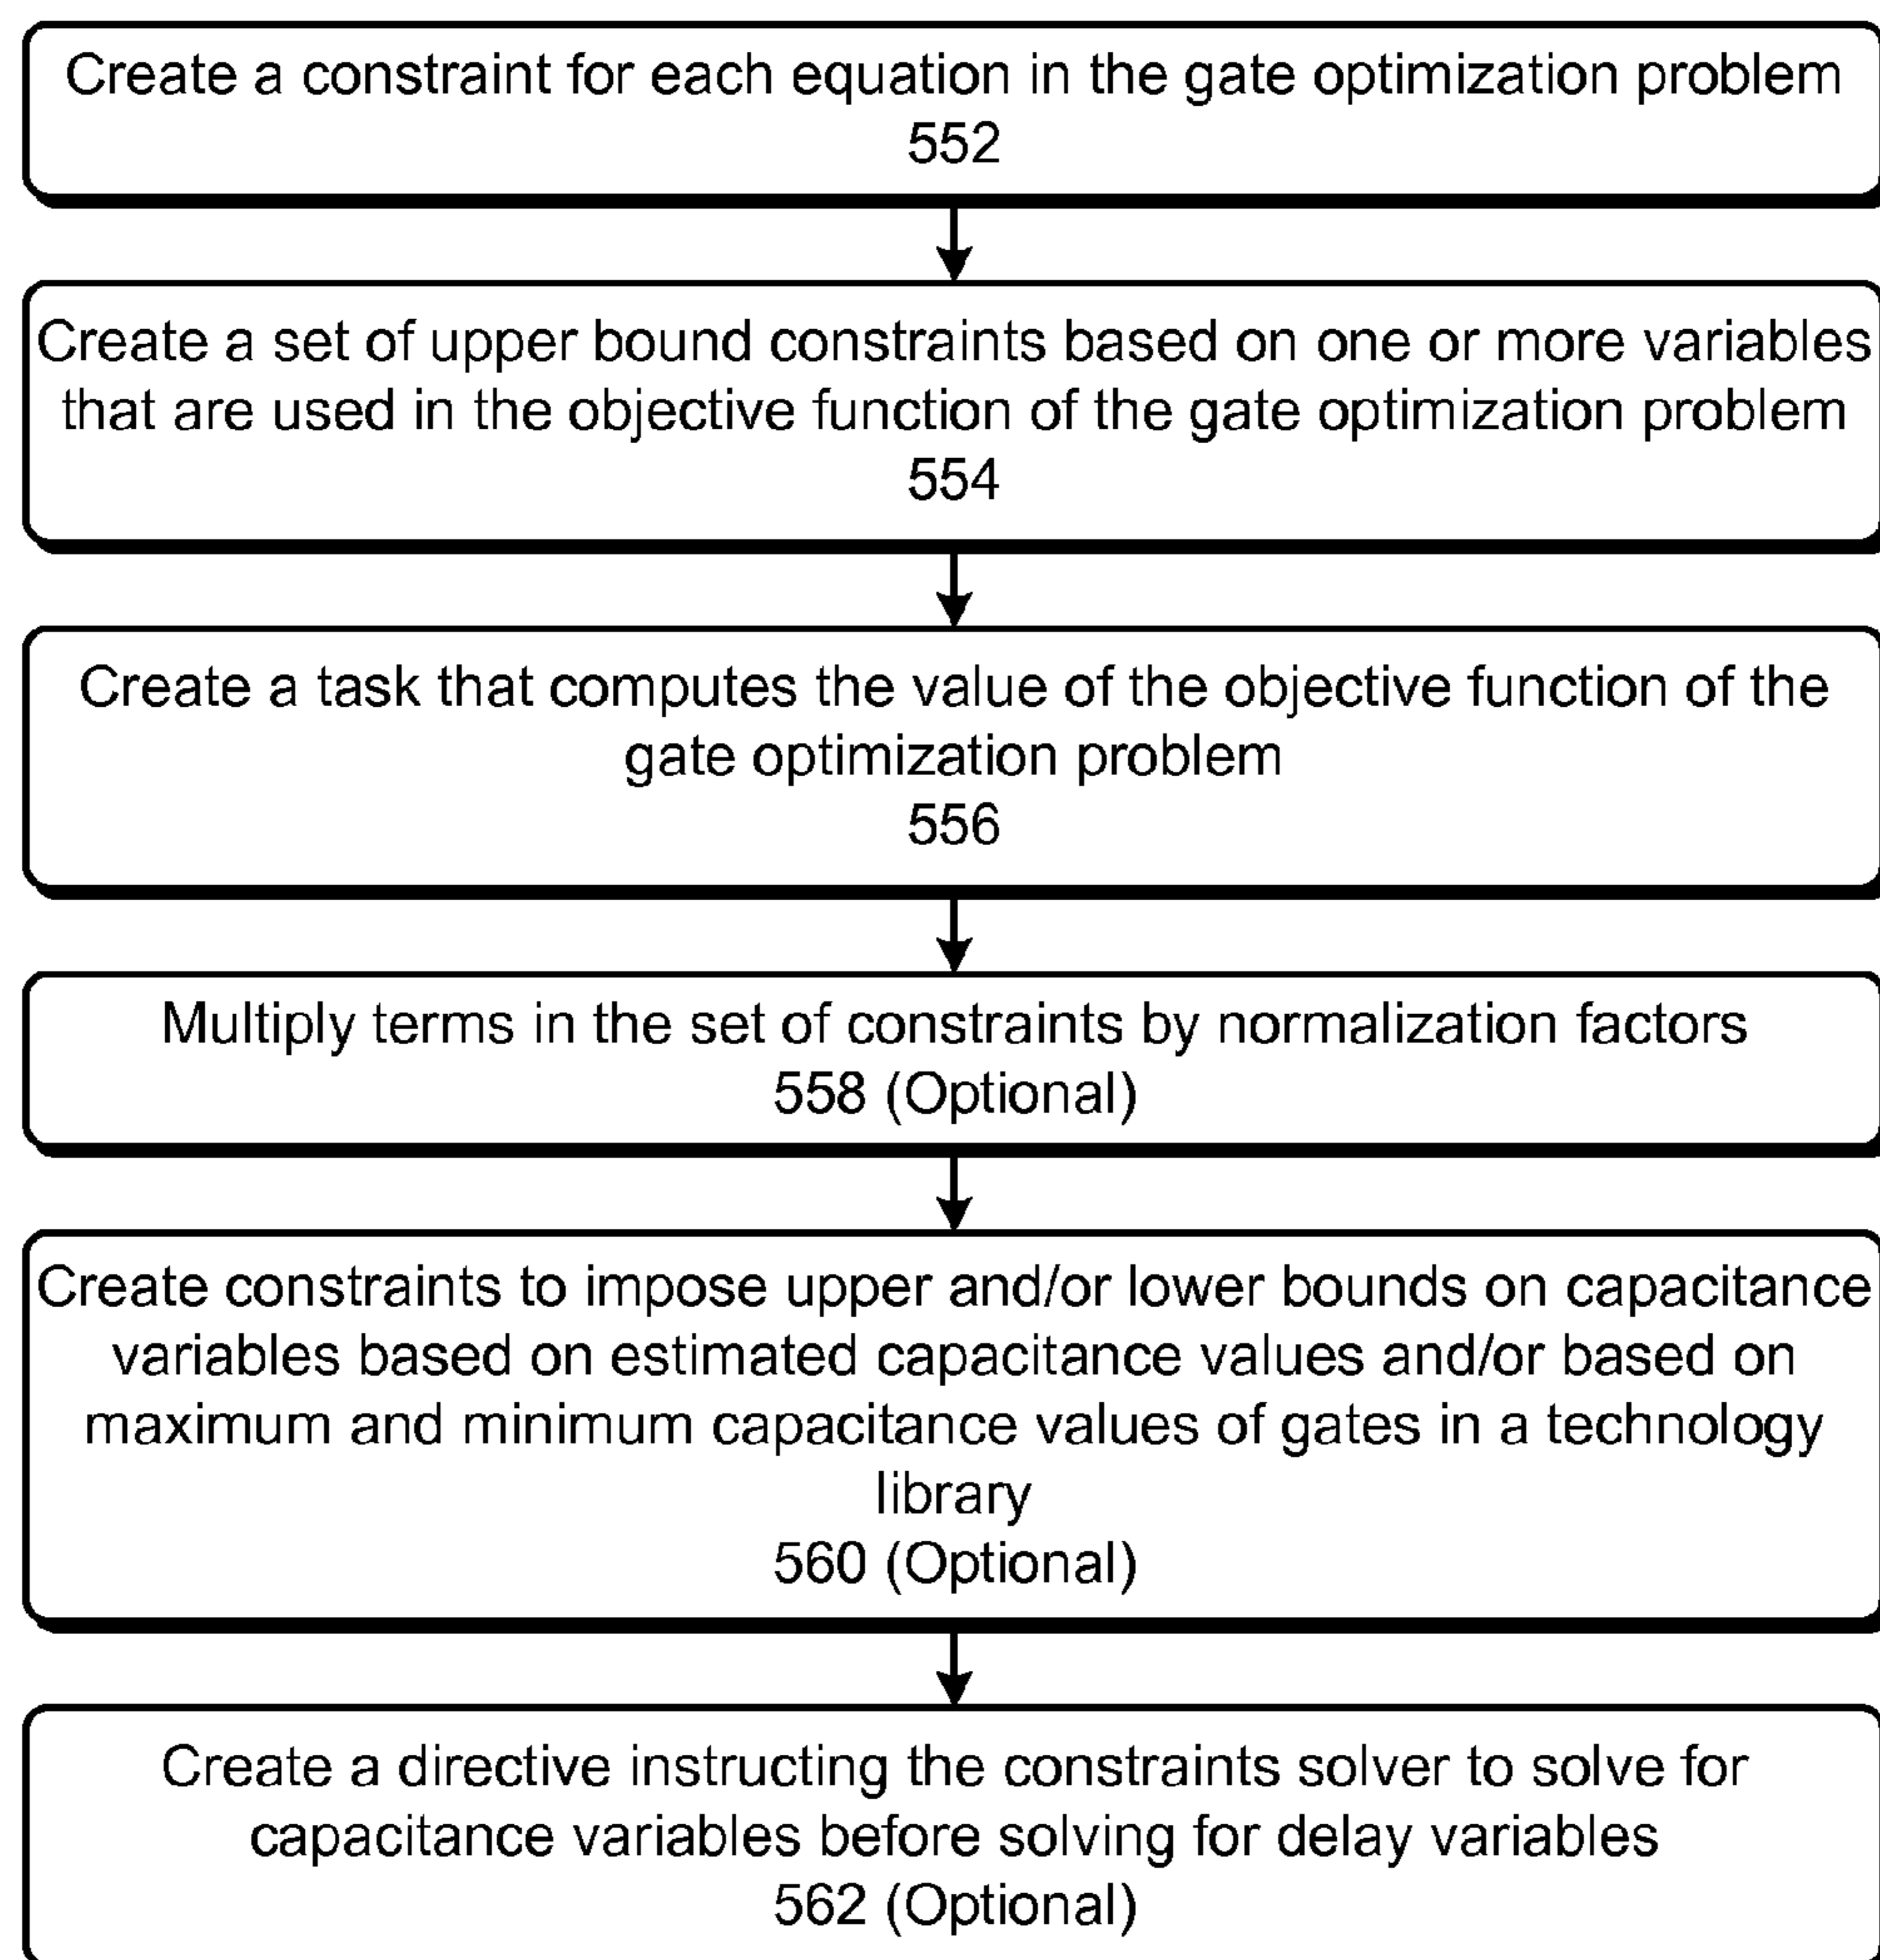 Create a constraint for each equation in the gate optimization problem
552
Create a set of upper bound constraints based on one or more variables
that are used in the objective function of the gate optimization problem
554
Create a task that computes the value of the objective function of the
gate optimization problem
556
Multiply terms in the set of constraints by normalization factors
558 (Optional)
Create constraints to impose upper and/or lower bounds on capacitance
variables based on estimated capacitance values and/or based on
maximum and minimum capacitance values of gates in a technology
library
560 (Optional)
Create a directive instructing the constraints solver to solve for
capacitance variables before solving for delay variables
562 (Optional)